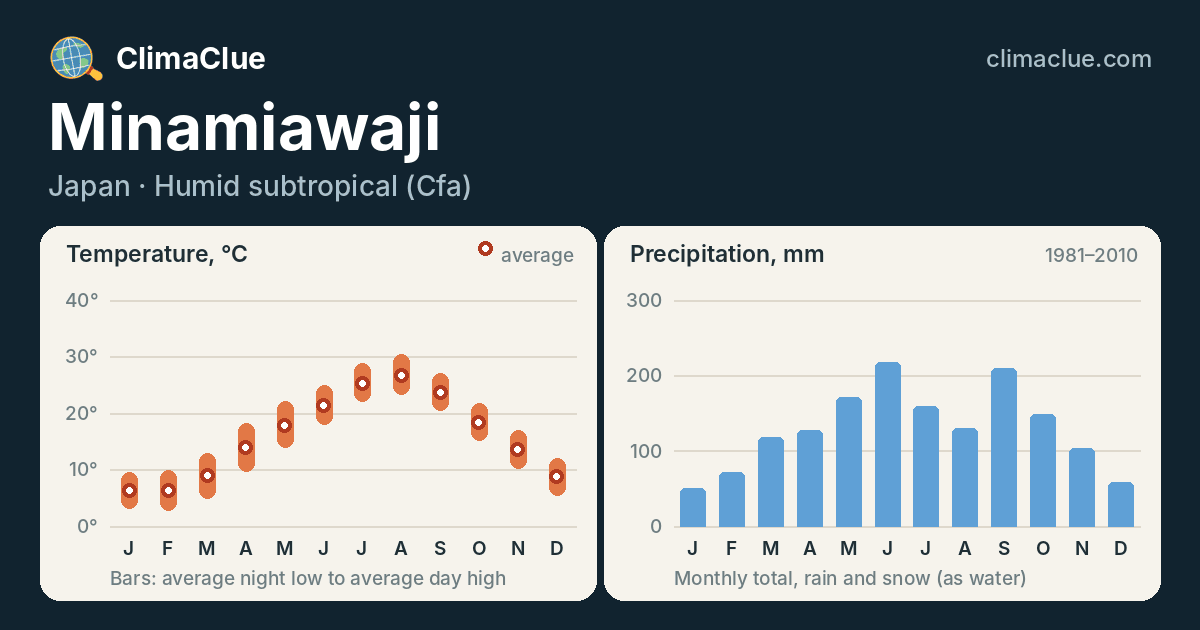 ClimaClue
climaclue.com
Minamiawaji
Japan · Humid subtropical (Cfa)
Temperature, °C
average
40°
30°
20°
10°
0°
J F M A M J J A S O N D
Bars: average night low to average day high
Precipitation, mm
1981–2010
300
200
100
0
J F M A M J J A S O N D
Monthly total, rain and snow (as water)